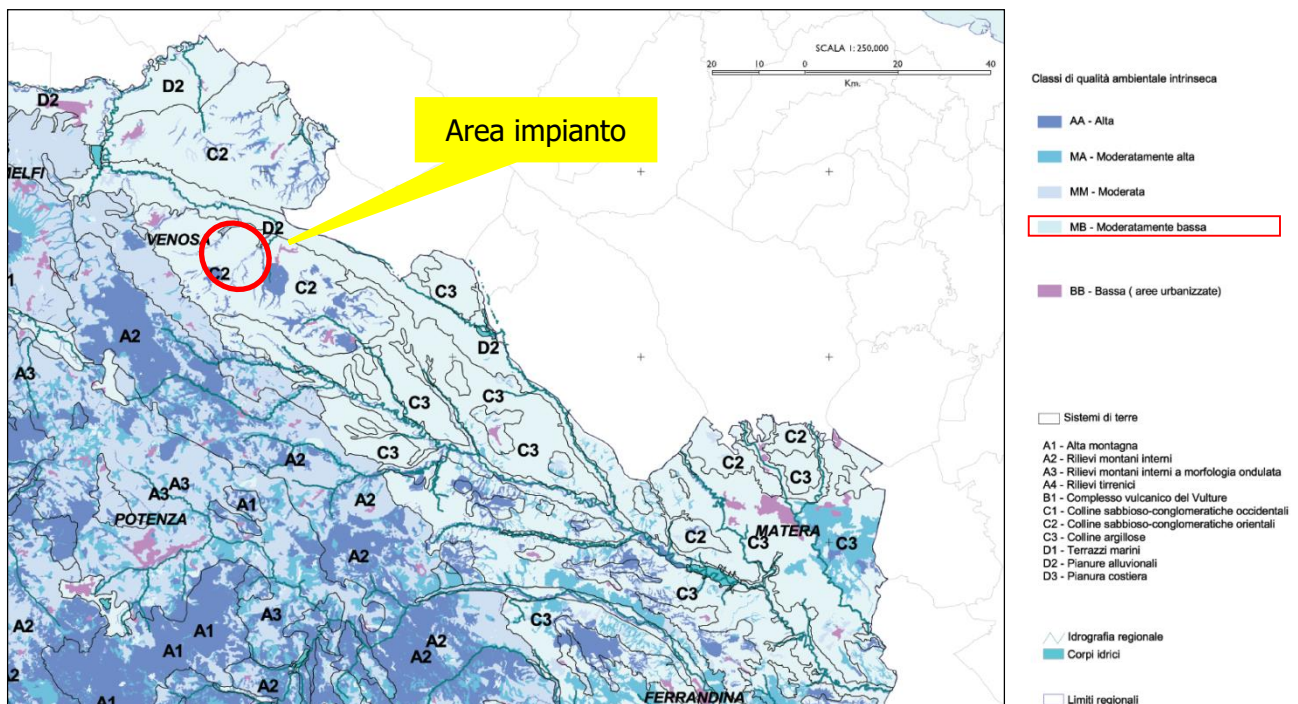 SCALA 1: 250.000
20 10 0 20 40
Km.
Area impianto
D2
D2
C2
VENOSA
D2
C2
C2
C3
D2
A2
A3
C3
C3
C3
C3
A2
A2
A3
A3
A1
POTENZA
A2
C2
C2
C3
C2
MATERA
C3
C3
C3
A1
A1
A3
A2
A2
A2
C3
A2
A2
A1
FERRANDINA
Classi di qualità ambientale intrinseca
AA - Alta
MA - Moderatamente alta
MM - Moderata
MB - Moderatamente bassa
BB - Bassa ( aree urbanizzate)
Sistemi di terre
A1 - Alta montagna
A2 - Rilievi montani interni
A3 - Rilievi montani interni a morfologia ondulata
A4 - Rilievi tirrenici
B1 - Complesso vulcanico del Vulture
C1 - Colline sabbioso-conglomeratiche occidentali
C2 - Colline sabbioso-conglomeratiche orientali
C3 - Colline argillose
D1 - Terrazzi marini
D2 - Pianure alluvionali
D3 - Pianura costiera
Idrografia regionale
Corpi idrici
Limiti regionali